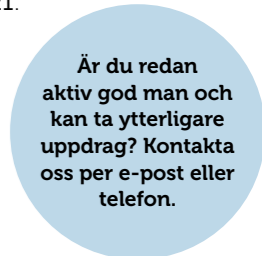 Är du redan
aktiv god man och
kan ta ytterligare
uppdrag? Kontakta
oss per e-post eller
telefon.